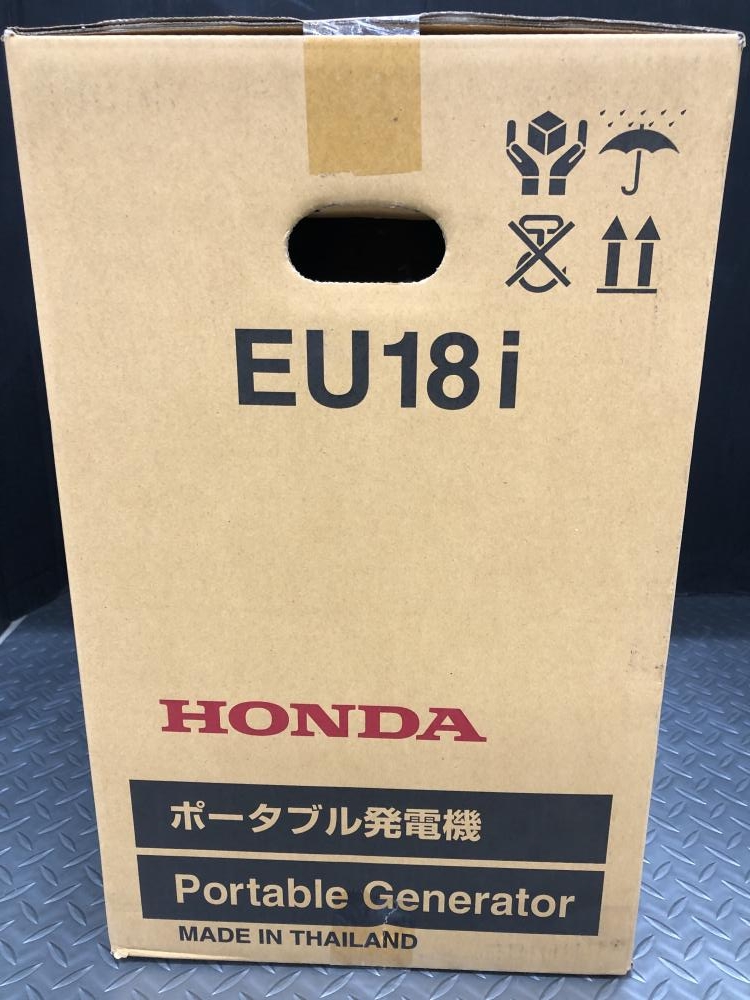 EU18i
HONDA
ポータブル発電機
Portable Generator
MADE IN THAILAND